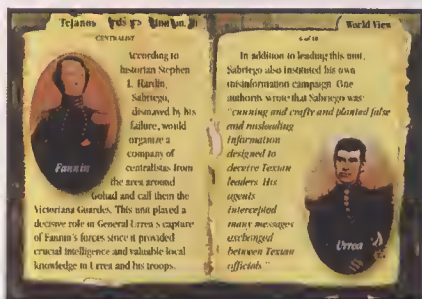 Tejanos
CENTRALIST
According to
historian Stephen
L. Hardin,
Sabriego,
dismayed by his
failure, would
organize a
company of
centralists from
the area around
Goliad and call them the
Victoriana Guardes. This unit played a
decisive role in General Urrea's capture
of Fannin's forces since it provided
crucial intelligence and valuable local
knowledge to Urrea and his troops.
Fannin
World View
6 of 10
In addition to leading this unit,
Sabriego also instituted his own
misinformation campaign. One
authority wrote that Sabriego was
"cunning and crafty and planted false
and misleading
information
designed to
deceive Texian
leaders. His
agents
intercepted
many messages
exchanged
between Texian
officials."
Urrea